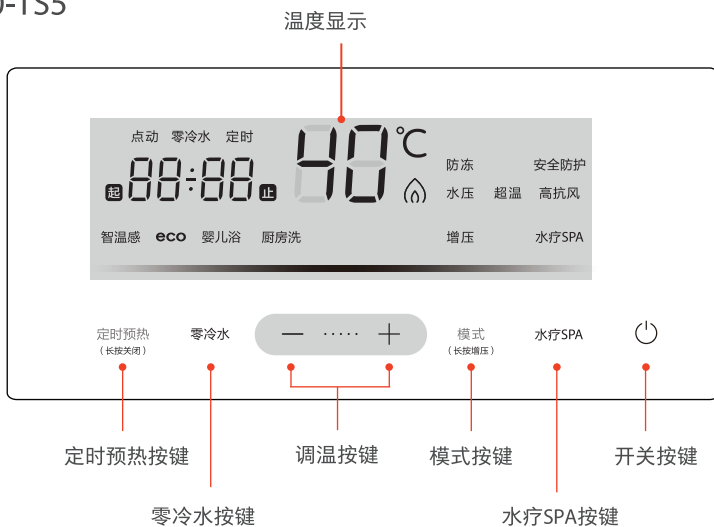 -TS5
温度显示
点动 零冷水 定时
40℃
防冻 安全防护
起 88:88 止
水压 超温 高抗风
智温感 eco 婴儿浴 厨房洗 增压 水疗SPA
定时预热 零冷水 — ····· + 模式 水疗SPA
(长按关闭) (长按增压)
定时预热按键 调温按键 模式按键 开关按键
零冷水按键 水疗SPA按键